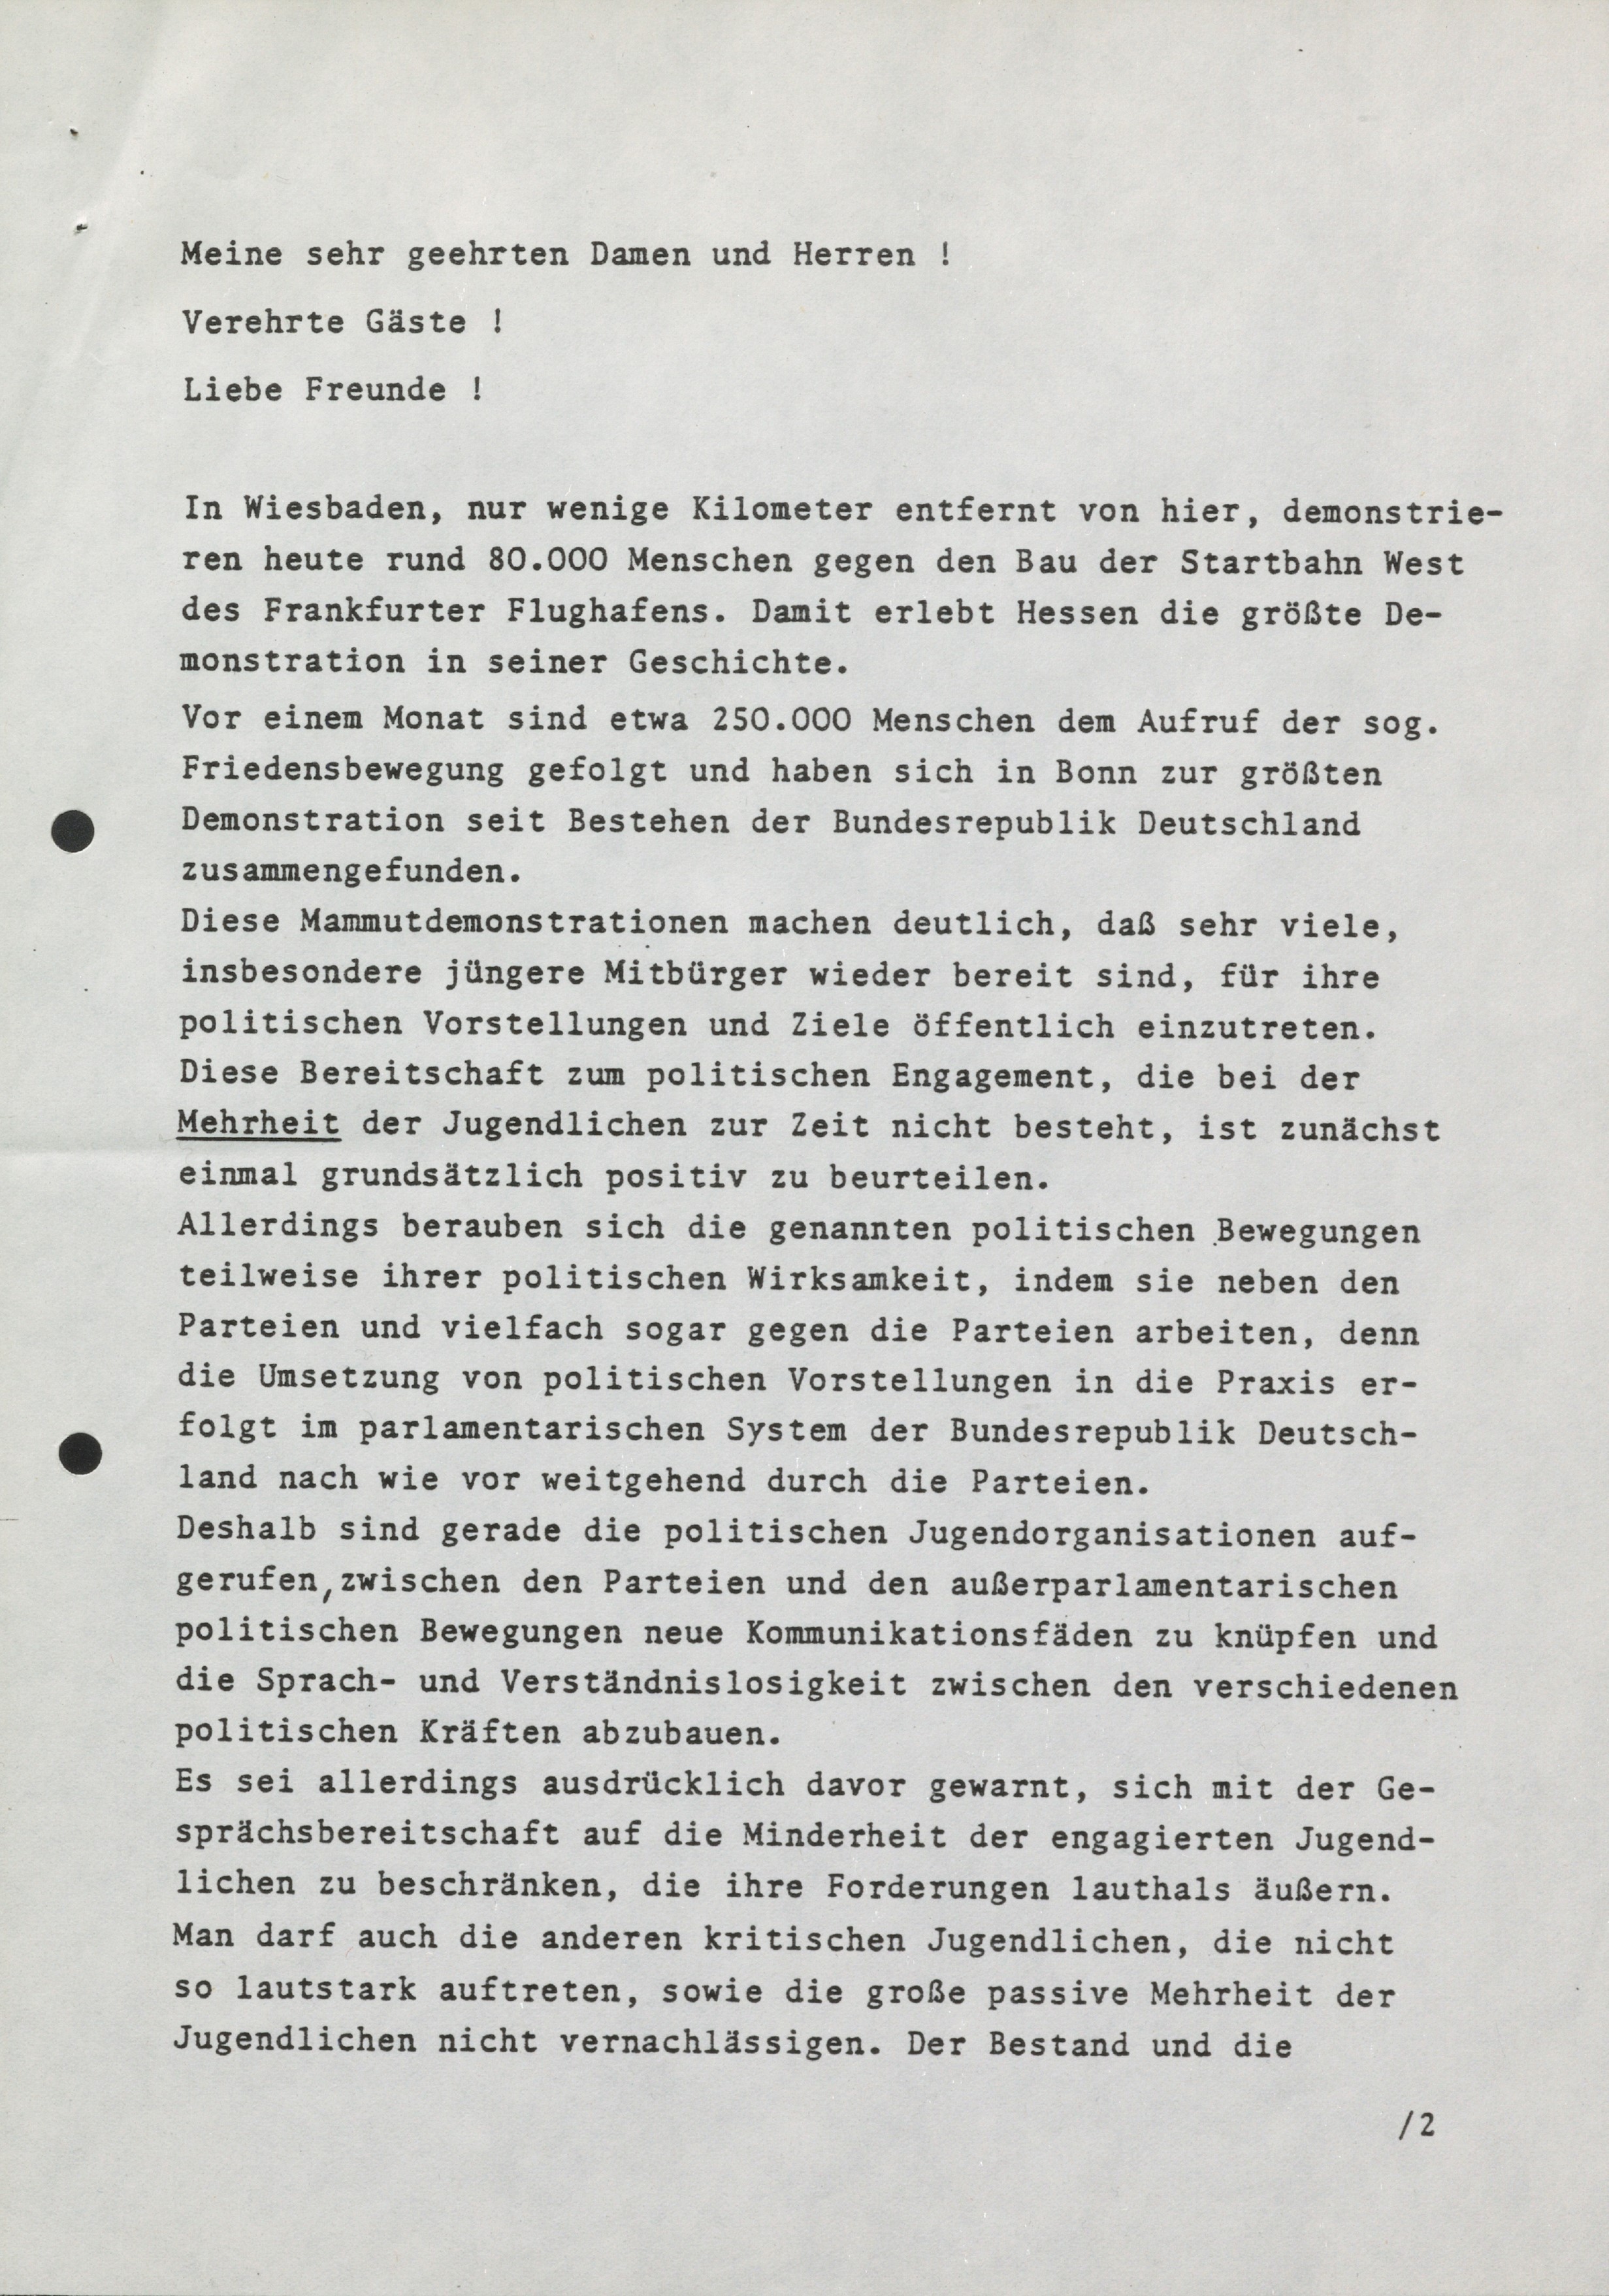 Meine sehr geehrten Damen und Herren !
Verehrte Gäste !
Liebe Freunde !
In Wiesbaden, nur wenige Kilometer entfernt von hier, demonstrie-
ren heute rund 80.000 Menschen gegen den Bau der Startbahn West
des Frankfurter Flughafens. Damit erlebt Hessen die größte De-
monstration in seiner Geschichte.
Vor einem Monat sind etwa 250.000 Menschen dem Aufruf der sog.
Friedensbewegung gefolgt und haben sich in Bonn zur größten
Demonstration seit Bestehen der Bundesrepublik Deutschland
zusammengefunden.
Diese Mammutdemonstrationen machen deutlich, daß sehr viele,
insbesondere jüngere Mitbürger wieder bereit sind, für ihre
politischen Vorstellungen und Ziele öffentlich einzutreten.
Diese Bereitschaft zum politischen Engagement, die bei der
Mehrheit der Jugendlichen zur Zeit nicht besteht, ist zunächst
einmal grundsätzlich positiv zu beurteilen.
Allerdings berauben sich die genannten politischen Bewegungen
teilweise ihrer politischen Wirksamkeit, indem sie neben den
Parteien und vielfach sogar gegen die Parteien arbeiten, denn
die Umsetzung von politischen Vorstellungen in die Praxis er-
folgt im parlamentarischen System der Bundesrepublik Deutsch-
land nach wie vor weitgehend durch die Parteien.
Deshalb sind gerade die politischen Jugendorganisationen auf-
gerufen,zwischen den Parteien und den außerparlamentarischen
politischen Bewegungen neue Kommunikationsfäden zu knüpfen und
die Sprach- und Verständnislosigkeit zwischen den verschiedenen
politischen Kräften abzubauen.
Es sei allerdings ausdrücklich davor gewarnt, sich mit der Ge-
sprächsbereitschaft auf die Minderheit der engagierten Jugend-
lichen zu beschränken, die ihre Forderungen lauthals äußern.
Man darf auch die anderen kritischen Jugendlichen, die nicht
so lautstark auftreten, sowie die große passive Mehrheit der
Jugendlichen nicht vernachlässigen. Der Bestand und die
/2